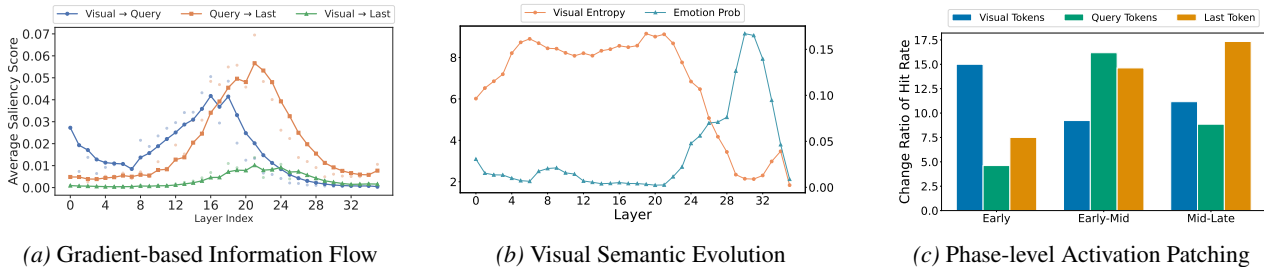 Visual → Query Query → Last Visual → Last
Average Saliency Score
0.07
0.06
0.05
0.04
0.03
0.02
0.01
0.00
0 4 8 12 16 20 24 28 32
Layer Index
(a) Gradient-based Information Flow
Visual Entropy Emotion Prob
8
6
4
2
0.15
0.10
0.05
0.00
0 4 8 12 16 20 24 28 32
Layer
(b) Visual Semantic Evolution
Visual Tokens Query Tokens Last Token
Change Ratio of Hit Rate
17.5
15.0
12.5
10.0
7.5
5.0
2.5
0.0
Early Early-Mid Mid-Late
(c) Phase-level Activation Patching